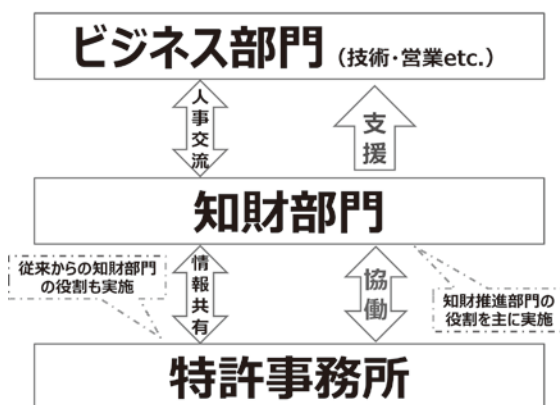 ビジネス部門（技術・営業etc.）
人事交流
支援
知財部門
従来からの知財部門
の役割も実施
情報共有
協働
知財推進部門の
役割を主に実施
特許事務所